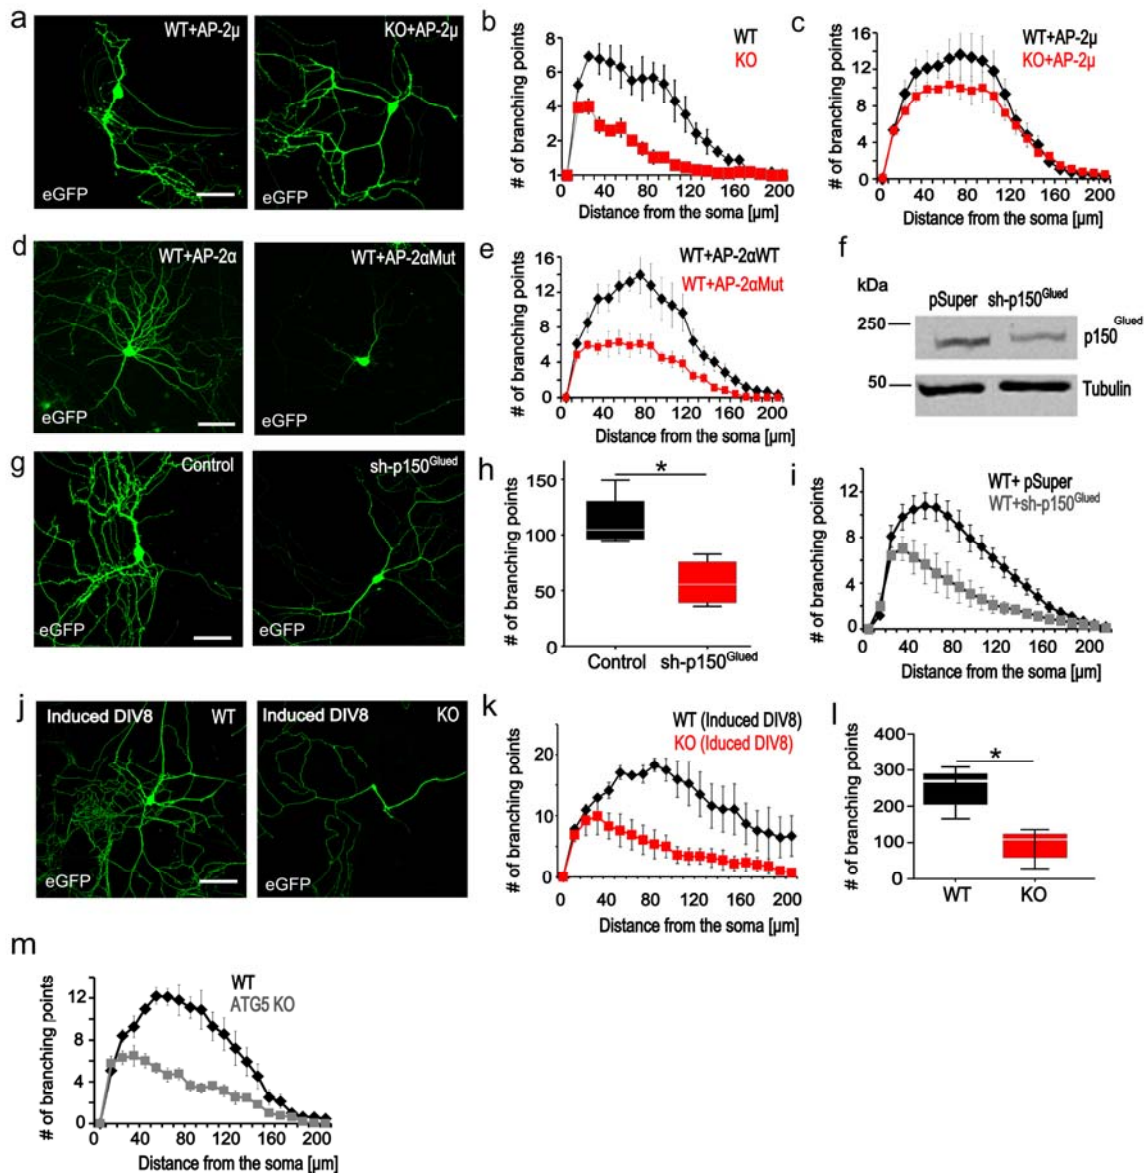 a
WT+AP-2μ
KO+AP-2μ
eGFP
eGFP
b
WT
KO
# of branching points
8
6
4
2
1
0 40 80 120 160 200
Distance from the soma [μm]
c
WT+AP-2μ
KO+AP-2μ
# of branching points
16
12
8
4
0
0 40 80 120 160 200
Distance from the soma [μm]
d
WT+AP-2α
WT+AP-2αMut
eGFP
eGFP
e
WT+AP-2αWT
WT+AP-2αMut
# of branching points
16
12
8
4
0
0 40 80 120 160 200
Distance from the soma [μm]
f
kDa
pSuper sh-p150Glued
250
p150Glued
50
Tubulin
g
Control
sh-p150Glued
eGFP
eGFP
h
*
# of branching points
150
100
50
0
Control sh-p150Glued
i
WT+ pSuper
WT+sh-p150Glued
# of branching points
12
8
4
0
0 40 80 120 160 200
Distance from the soma [μm]
j
Induced DIV8 WT
Induced DIV8 KO
eGFP
eGFP
k
WT (Induced DIV8)
KO (Iduced DIV8)
# of branching points
20
10
0
0 40 80 120 160 200
Distance from the soma [μm]
l
*
# of branching points
400
300
200
100
0
WT KO
m
WT
ATG5 KO
# of branching points
12
8
4
0
0 40 80 120 160 200
Distance from the soma [μm]